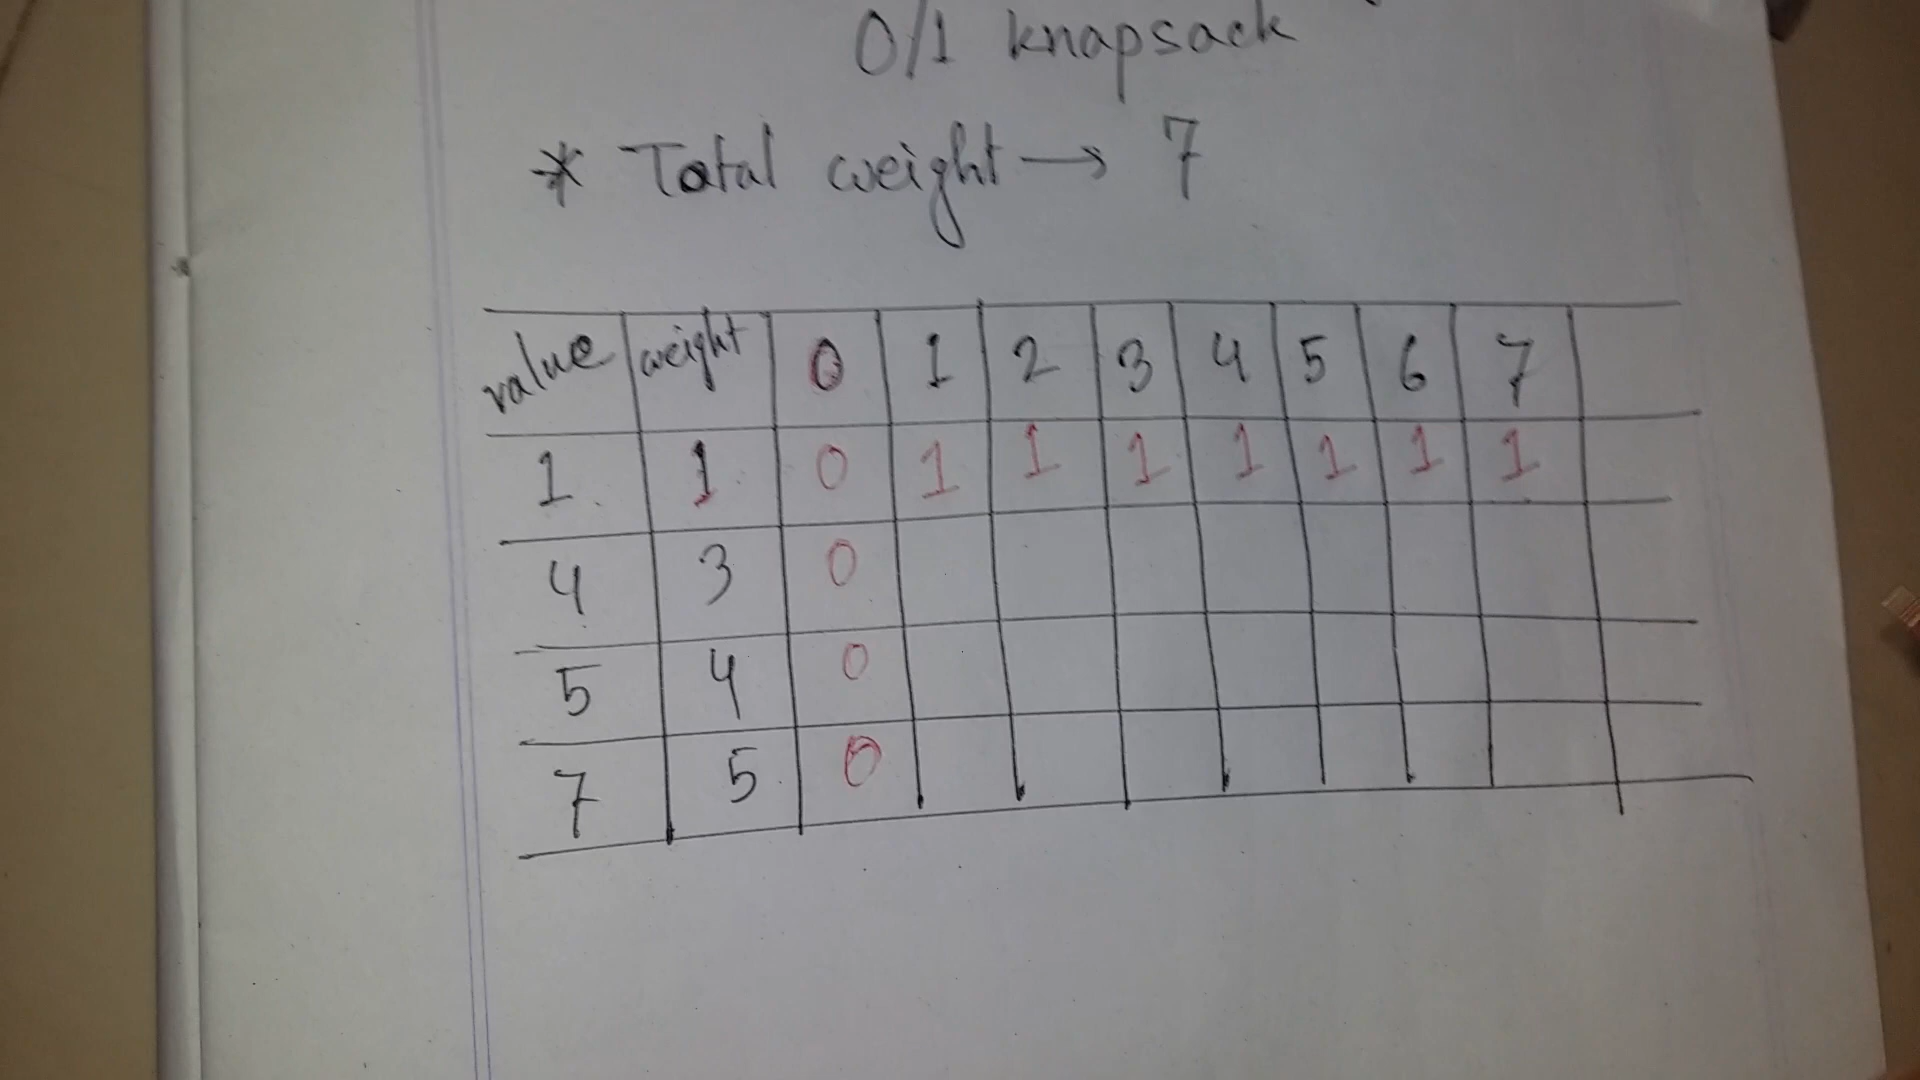 0/1 knapsack
* Total weight → 7
value weight 0 1 2 3 4 5 6 7
1 1 0 1 1 1 1 1 1 1
4 3 0
5 4 0
7 5 0